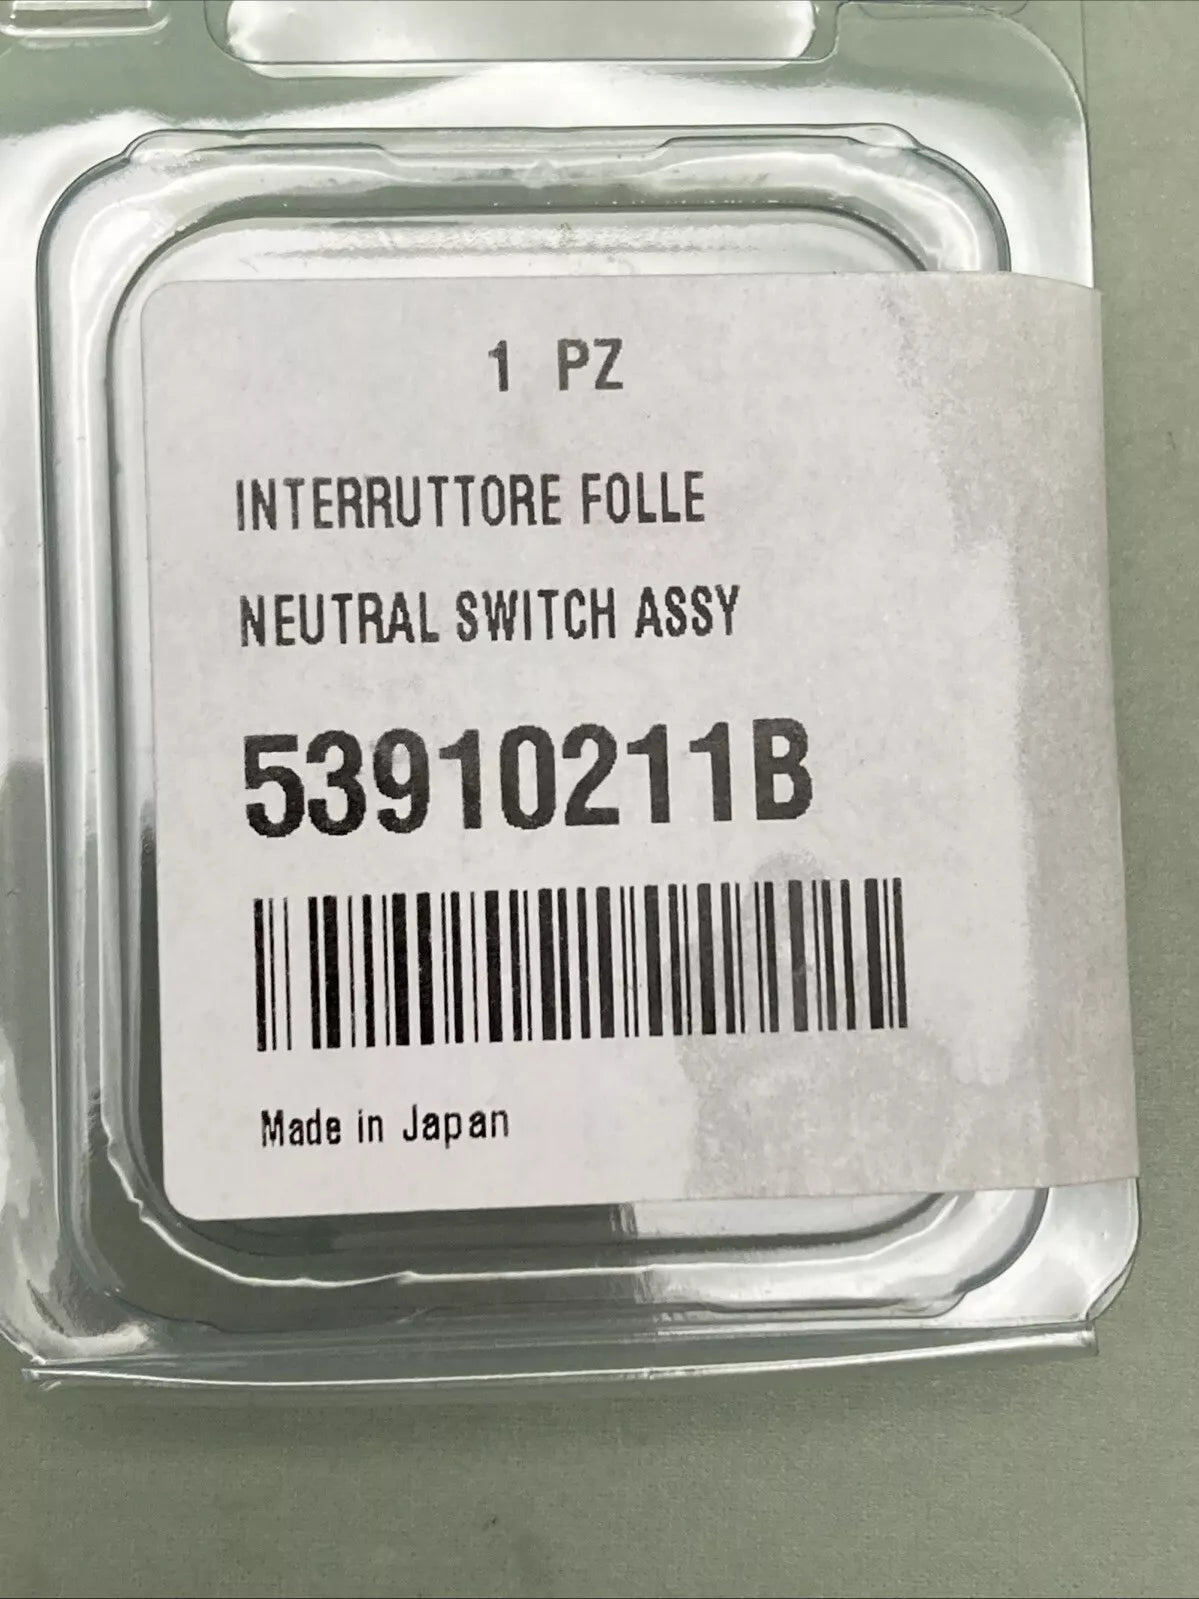 1 PZ
INTERRUTTORE FOLLE
NEUTRAL SWITCH ASSY
53910211B
Made in Japan